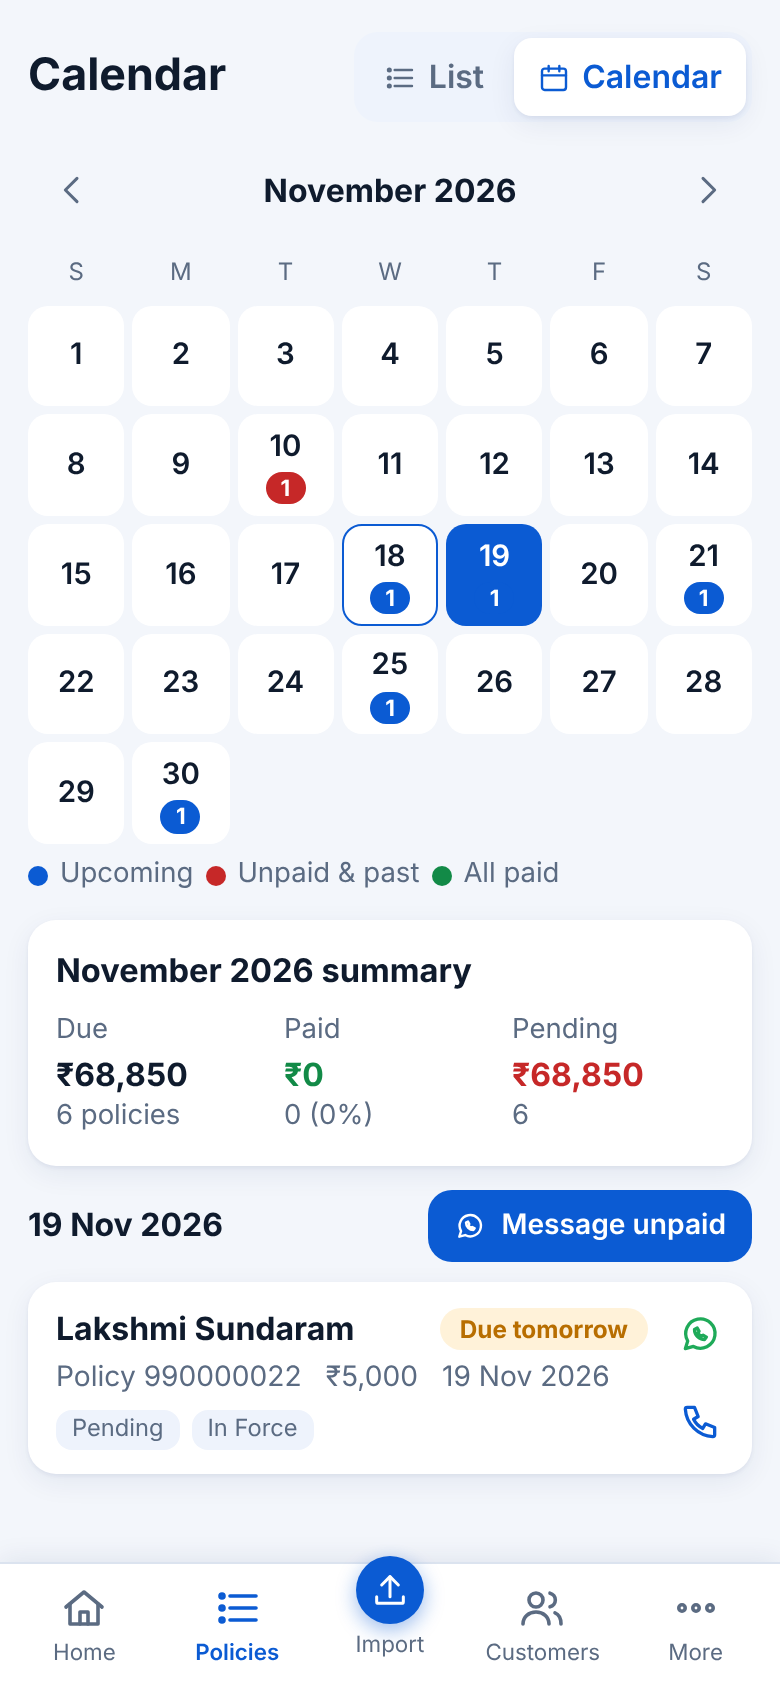 Calendar
List
Calendar
November 2026
S M T W T F S
1 2 3 4 5 6 7
8 9 10 11 12 13 14
1
15 16 17 18 19 20 21
1 1 1
22 23 24 25 26 27 28
1
29 30
1
Upcoming Unpaid & past All paid
November 2026 summary
Due Paid Pending
₹68,850 ₹0 ₹68,850
6 policies 0 (0%) 6
19 Nov 2026
Message unpaid
Lakshmi Sundaram
Due tomorrow
Policy 990000022 ₹5,000 19 Nov 2026
Pending In Force
Home Policies Import Customers More